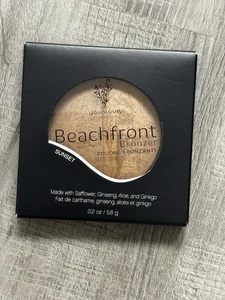 YOUNIQUE
Beachfront
Bronzer
POUDRE BRONZANTE
SUNSET
Made with Safflower, Ginseng, Aloe, and Ginkgo
Fait de carthame, ginseng, aloès et ginkgo
0.2 oz / 5.8 g